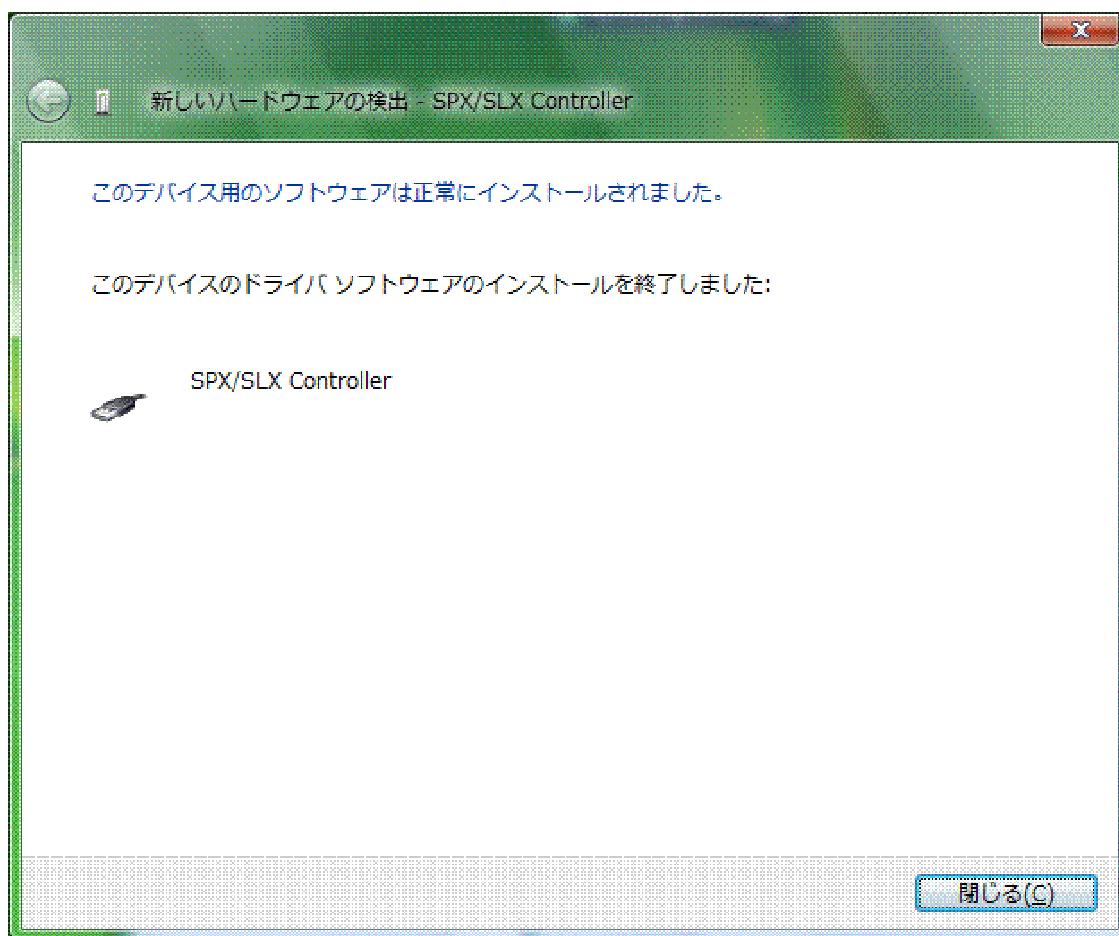 新しいハードウェアの検出 - SPX/SLX Controller
このデバイス用のソフトウェアは正常にインストールされました。
このデバイスのドライバ ソフトウェアのインストールを終了しました:
SPX/SLX Controller
閉じる(C)